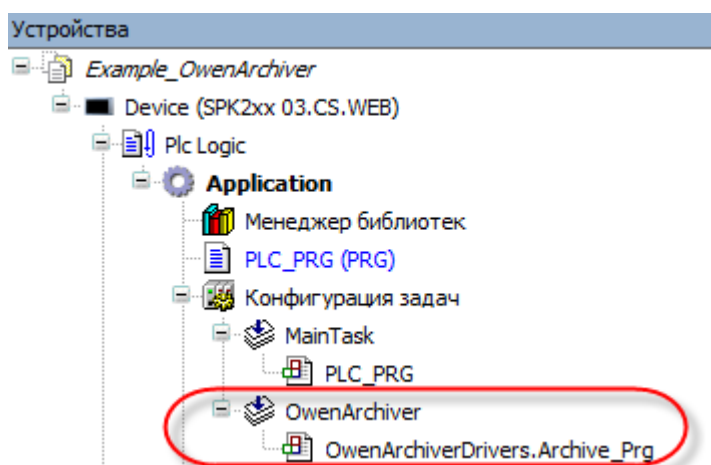 Устройства
Example_OwenArchiver
Device (SPK2xx 03.CS.WEB)
Plc Logic
Application
Менеджер библиотек
PLC_PRG (PRG)
Конфигурация задач
MainTask
PLC_PRG
OwenArchiver
OwenArchiverDrivers.Archive_Prg